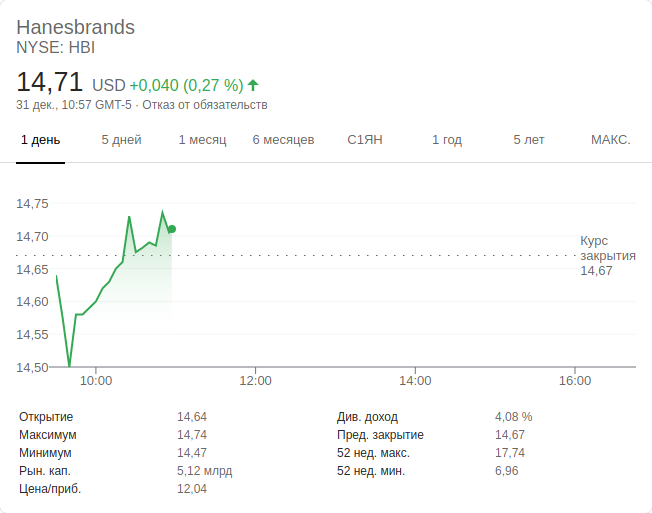 Hanesbrands
NYSE: HBI
14,71 USD +0,040 (0,27 %)
31 дек., 10:57 GMT-5 · Отказ от обязательств
1 день 5 дней 1 месяц 6 месяцев С1ЯН 1 год 5 лет МАКС.
14,75
14,70
14,65
14,60
14,55
14,50
Курс
закрытия
14,67
10:00 12:00 14:00 16:00
Открытие 14,64
Максимум 14,74
Минимум 14,47
Рын. кап. 5,12 млрд
Цена/приб. 12,04
Див. доход 4,08 %
Пред. закрытие 14,67
52 нед. макс. 17,74
52 нед. мин. 6,96